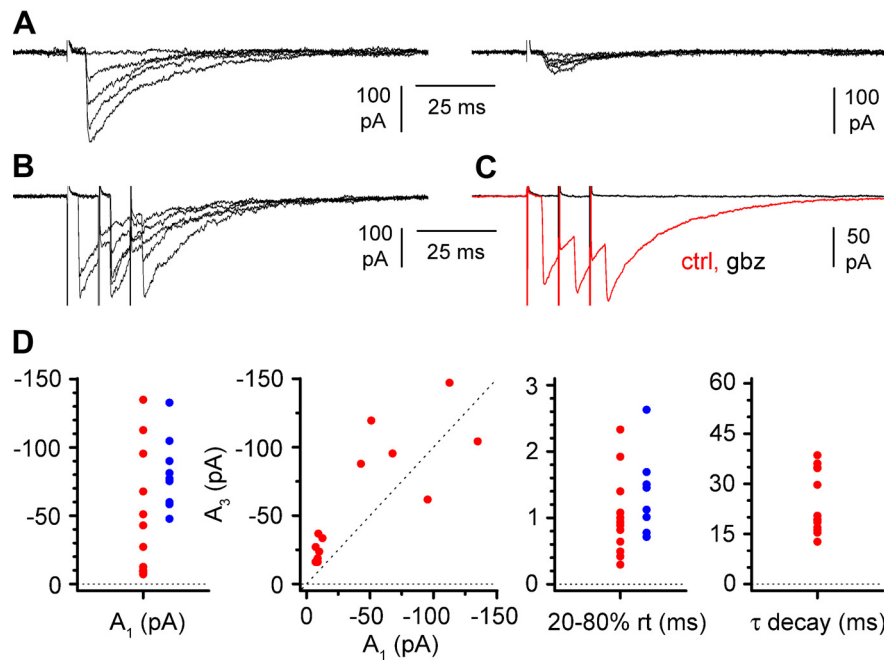 A
100
pA
25 ms
100
pA
B
100
pA
25 ms
C
ctrl, gbz
50
pA
D
-150
-100
-50
0
A1 (pA)
-150
-100
-50
0
A3 (pA)
0 -50 -100 -150
A1 (pA)
3
2
1
0
20-80% rt (ms)
60
45
30
15
0
τ decay (ms)